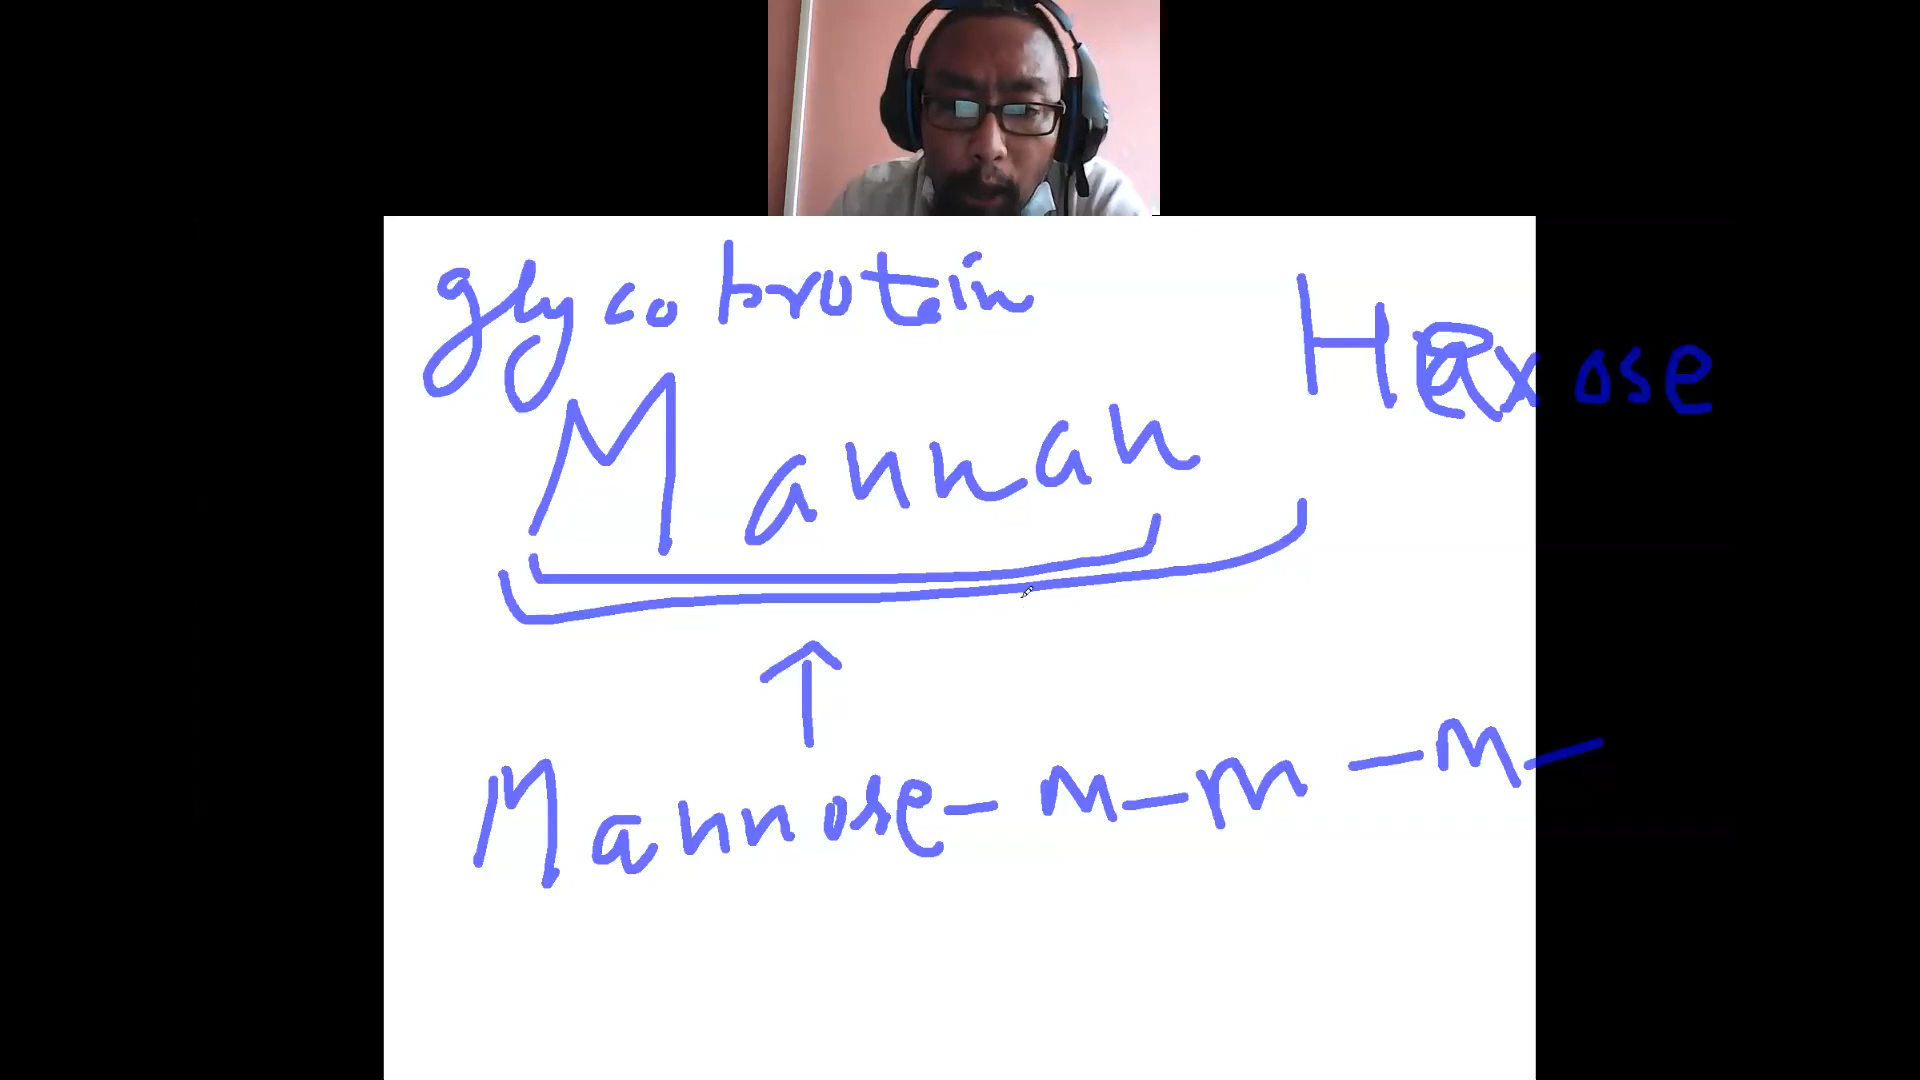 glycoprotein
Hexose
Mannan
Mannose - m - m - m -